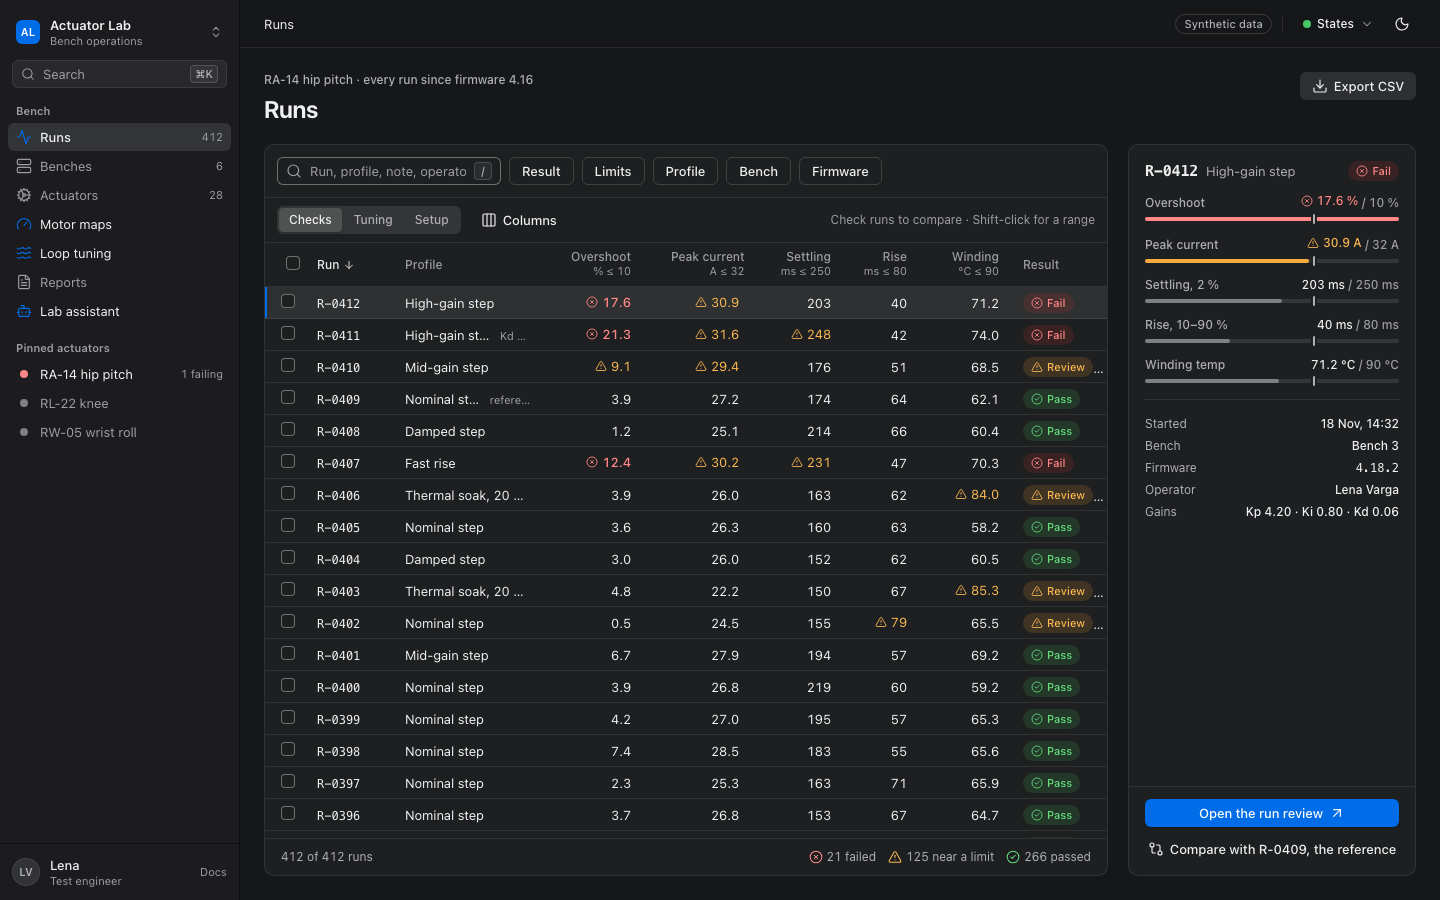 AL
Actuator Lab
Bench operations
Search ⌘K
Bench
Runs 412
Benches 6
Actuators 28
Motor maps
Loop tuning
Reports
Lab assistant
Pinned actuators
RA-14 hip pitch 1 failing
RL-22 knee
RW-05 wrist roll
LV
Lena
Test engineer
Docs
Runs
Synthetic data
States
RA-14 hip pitch · every run since firmware 4.16
Runs
Export CSV
Run, profile, note, operato /
Result
Limits
Profile
Bench
Firmware
Checks
Tuning
Setup
Columns
Check runs to compare · Shift-click for a range
Run ↓ Profile Overshoot % ≤ 10 Peak current A ≤ 32 Settling ms ≤ 250 Rise ms ≤ 80 Winding °C ≤ 90 Result
R-0412 High-gain step 17.6 30.9 203 40 71.2 Fail
R-0411 High-gain st... Kd ... 21.3 31.6 248 42 74.0 Fail
R-0410 Mid-gain step 9.1 29.4 176 51 68.5 Review ...
R-0409 Nominal st... refere... 3.9 27.2 174 64 62.1 Pass
R-0408 Damped step 1.2 25.1 214 66 60.4 Pass
R-0407 Fast rise 12.4 30.2 231 47 70.3 Fail
R-0406 Thermal soak, 20 ... 3.9 26.0 163 62 84.0 Review ...
R-0405 Nominal step 3.6 26.3 160 63 58.2 Pass
R-0404 Damped step 3.0 26.0 152 62 60.5 Pass
R-0403 Thermal soak, 20 ... 4.8 22.2 150 67 85.3 Review ...
R-0402 Nominal step 0.5 24.5 155 79 65.5 Review ...
R-0401 Mid-gain step 6.7 27.9 194 57 69.2 Pass
R-0400 Nominal step 3.9 26.8 219 60 59.2 Pass
R-0399 Nominal step 4.2 27.0 195 57 65.3 Pass
R-0398 Nominal step 7.4 28.5 183 55 65.6 Pass
R-0397 Nominal step 2.3 25.3 163 71 65.9 Pass
R-0396 Nominal step 3.7 26.8 153 67 64.7 Pass
412 of 412 runs
21 failed
125 near a limit
266 passed
R-0412 High-gain step Fail
Overshoot 17.6 % / 10 %
Peak current 30.9 A / 32 A
Settling, 2 % 203 ms / 250 ms
Rise, 10–90 % 40 ms / 80 ms
Winding temp 71.2 °C / 90 °C
Started 18 Nov, 14:32
Bench Bench 3
Firmware 4.18.2
Operator Lena Varga
Gains Kp 4.20 · Ki 0.80 · Kd 0.06
Open the run review
Compare with R-0409, the reference